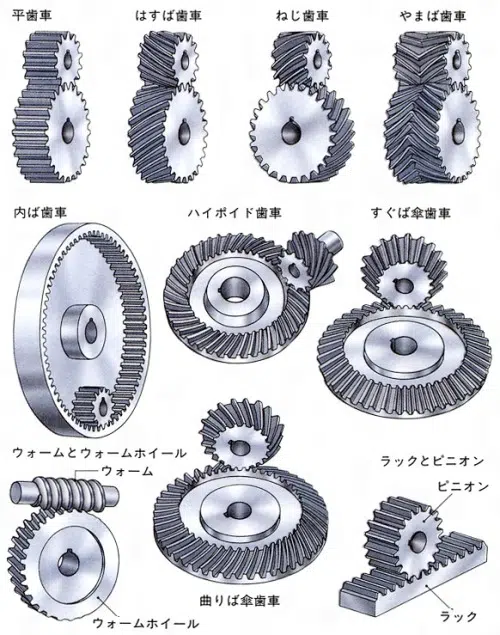 平歯車
はすば歯車
ねじ歯車
やまば歯車
内ば歯車
ハイポイド歯車
すぐば傘歯車
ウォームとウォームホイール
ウォーム
ウォームホイール
曲りば傘歯車
ラックとピニオン
ピニオン
ラック